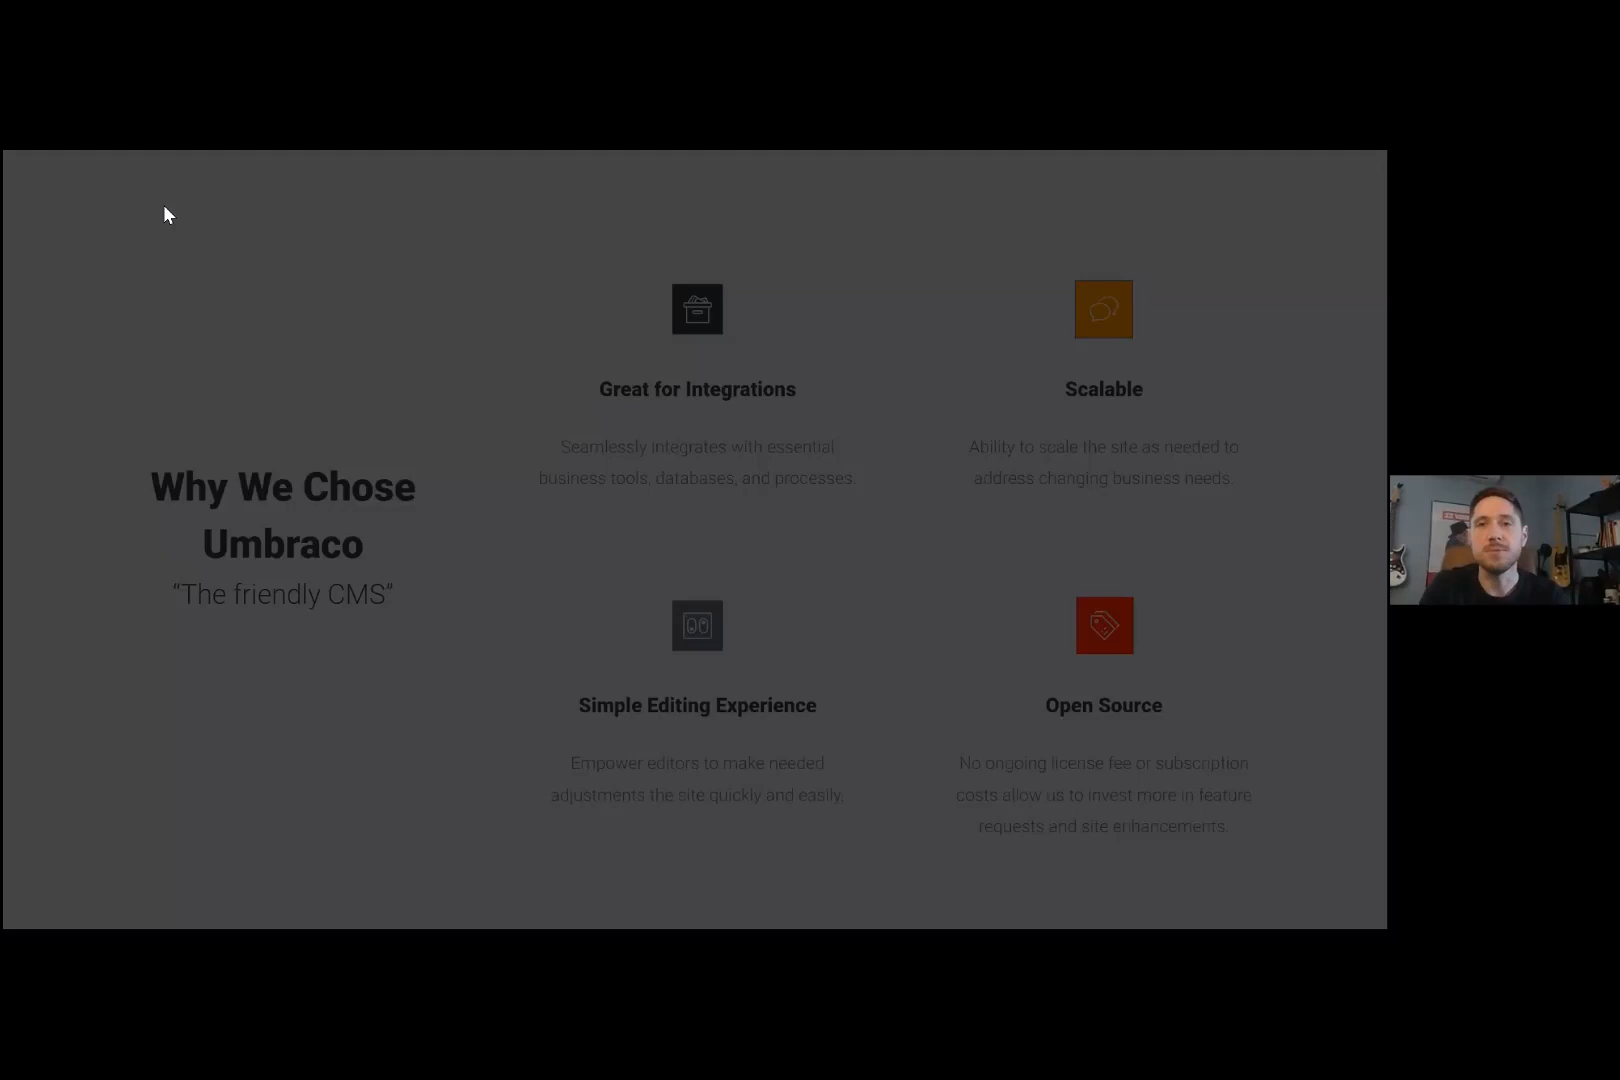 Why We Chose
Umbraco
“The friendly CMS”
Great for Integrations
Seamlessly integrates with essential
business tools, databases, and processes.
Scalable
Ability to scale the site as needed to
address changing business needs.
Simple Editing Experience
Empower editors to make needed
adjustments the site quickly and easily.
Open Source
No ongoing license fee or subscription
costs allow us to invest more in feature
requests and site enhancements.